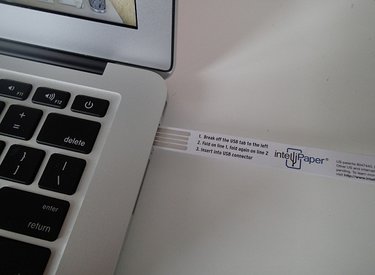 F11
F12
+
=
delete
}
]
|
\
enter
return
1. Break off the USB tab to the left
2. Fold on line 1, fold again on line 2
3. Insert into USB connector
intelliPaper®